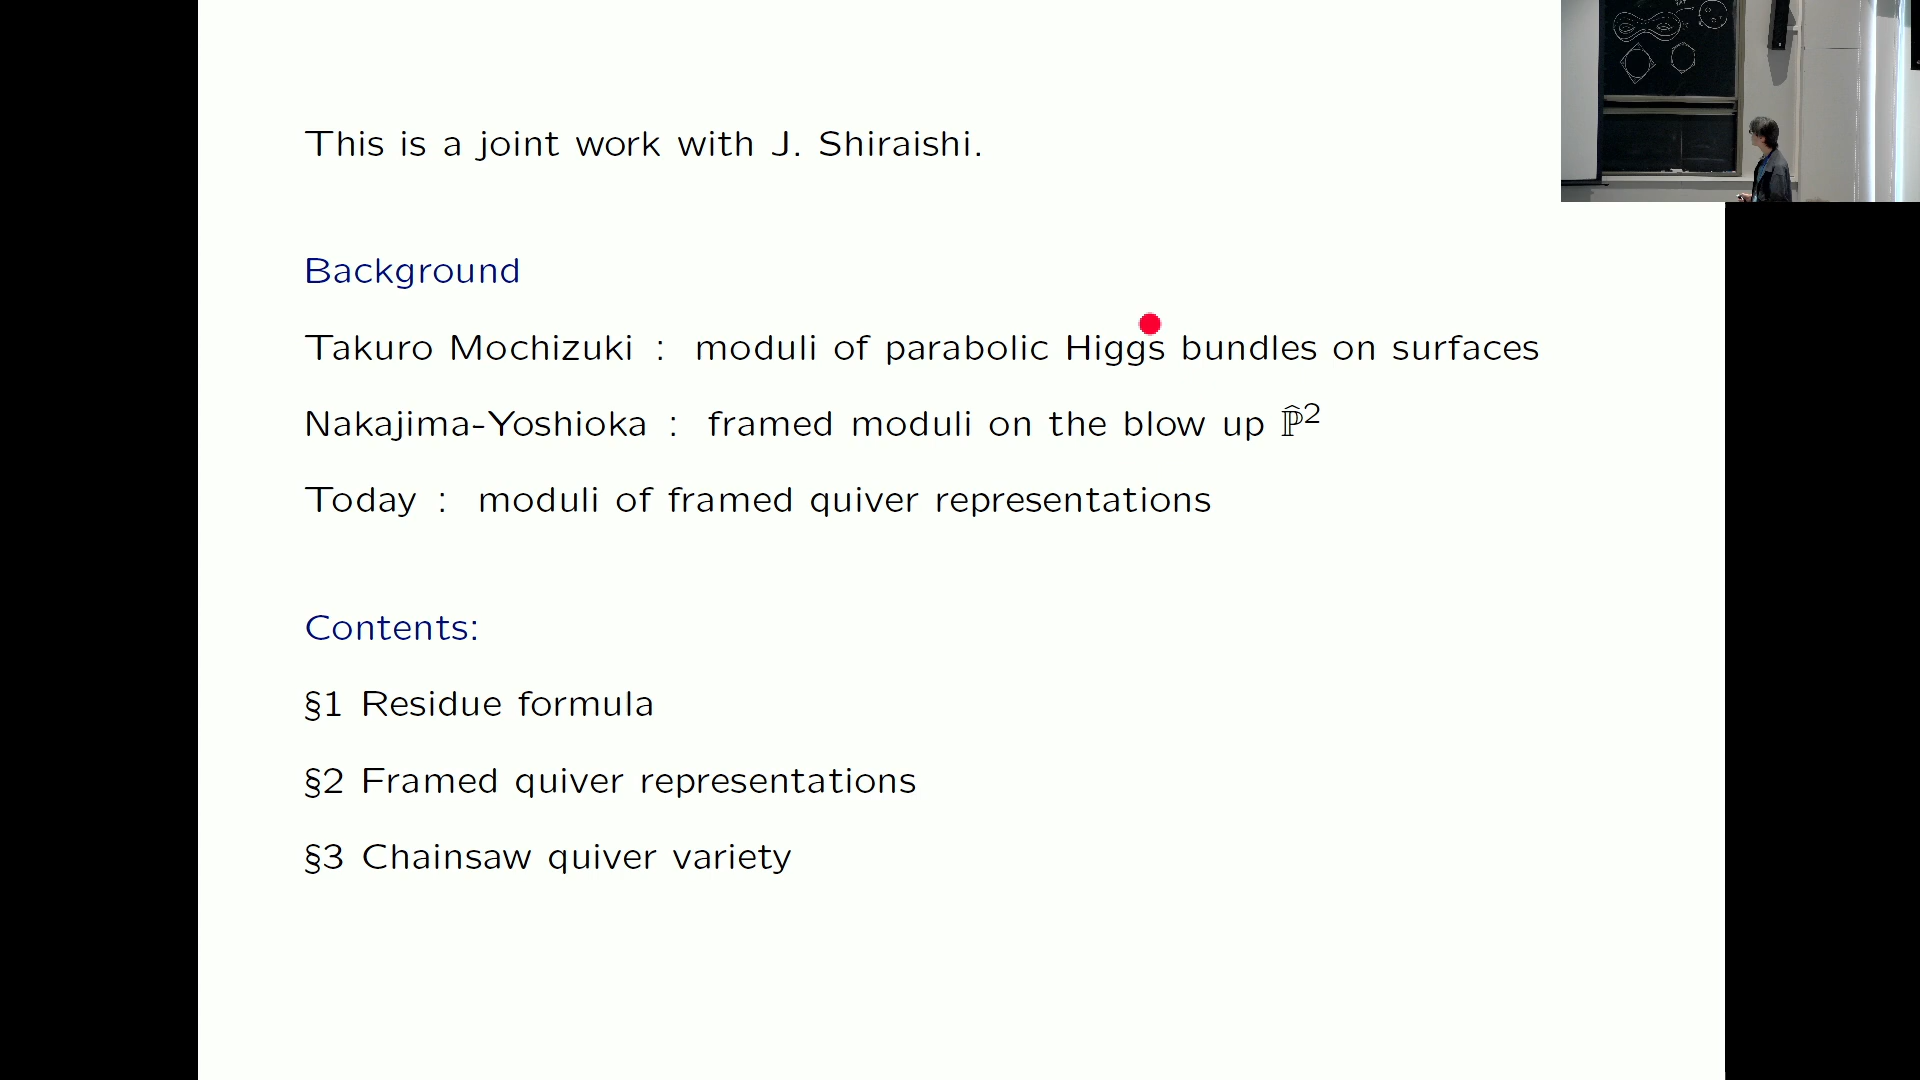 This is a joint work with J. Shiraishi.
Background
Takuro Mochizuki : moduli of parabolic Higgs bundles on surfaces
Nakajima-Yoshioka : framed moduli on the blow up ℙ̂²
Today : moduli of framed quiver representations
Contents:
§1 Residue formula
§2 Framed quiver representations
§3 Chainsaw quiver variety